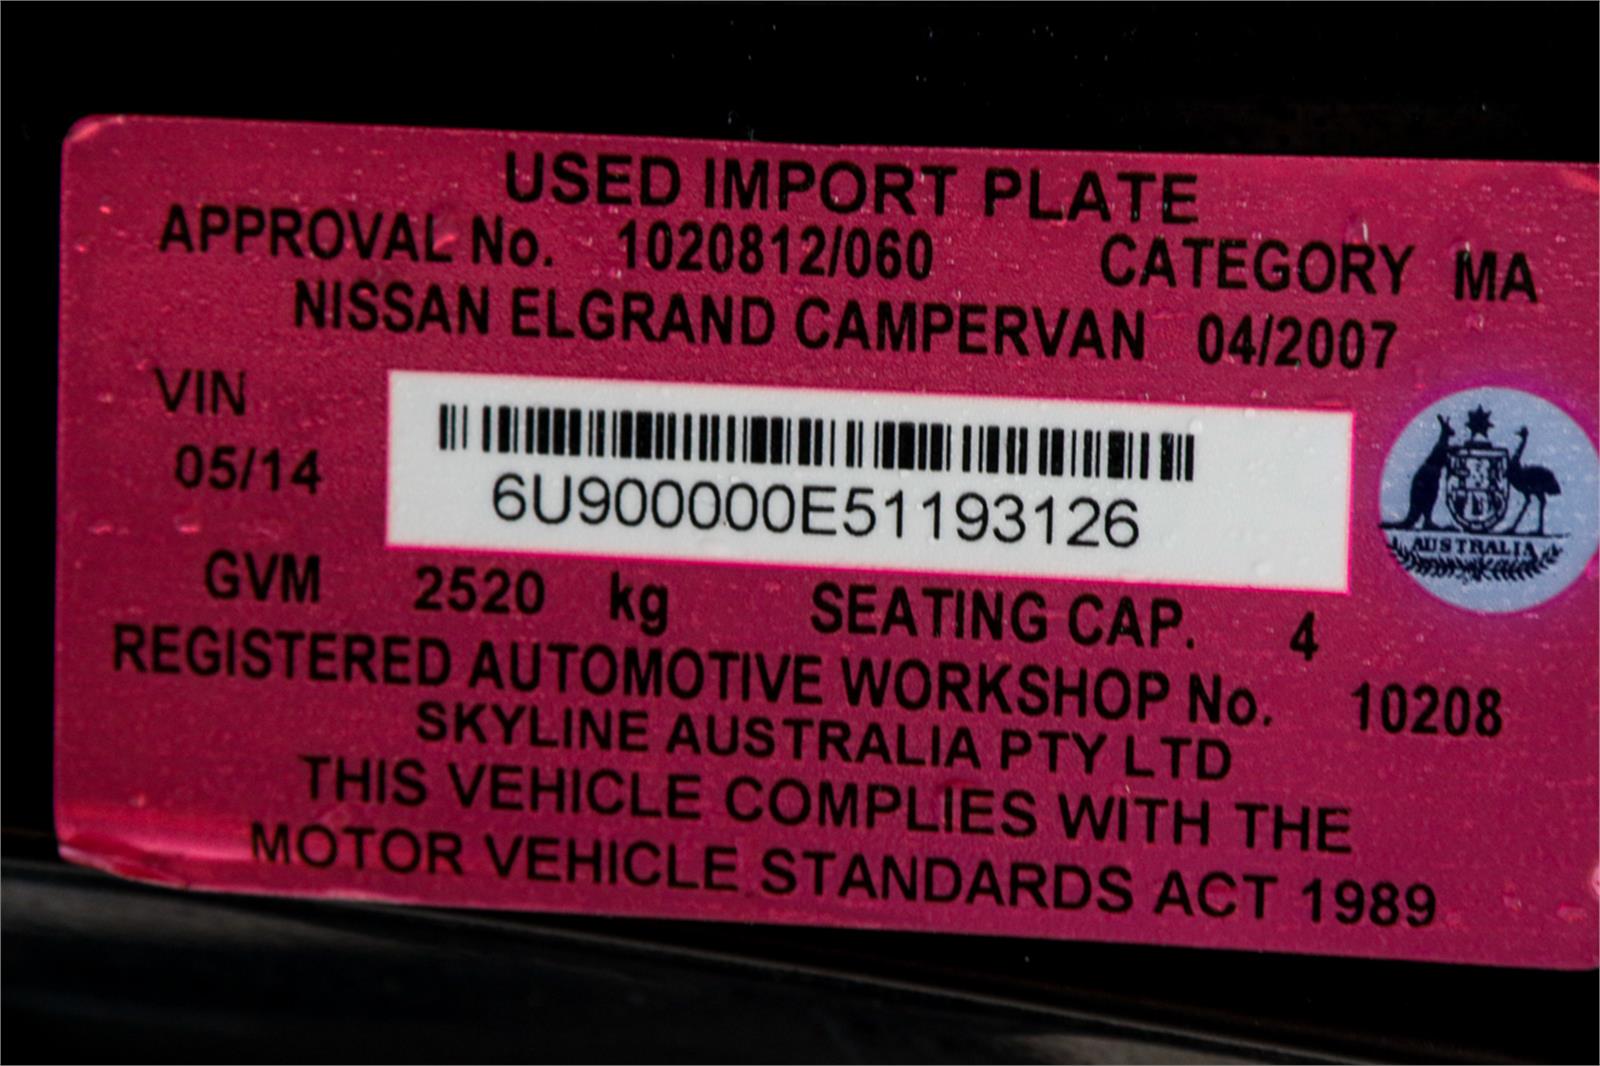 USED IMPORT PLATE
APPROVAL No. 1020812/060 CATEGORY MA
NISSAN ELGRAND CAMPERVAN 04/2007
VIN
05/14
6U900000E51193126
AUSTRALIA
GVM 2520 kg SEATING CAP. 4
REGISTERED AUTOMOTIVE WORKSHOP No. 10208
SKYLINE AUSTRALIA PTY LTD
THIS VEHICLE COMPLIES WITH THE
MOTOR VEHICLE STANDARDS ACT 1989